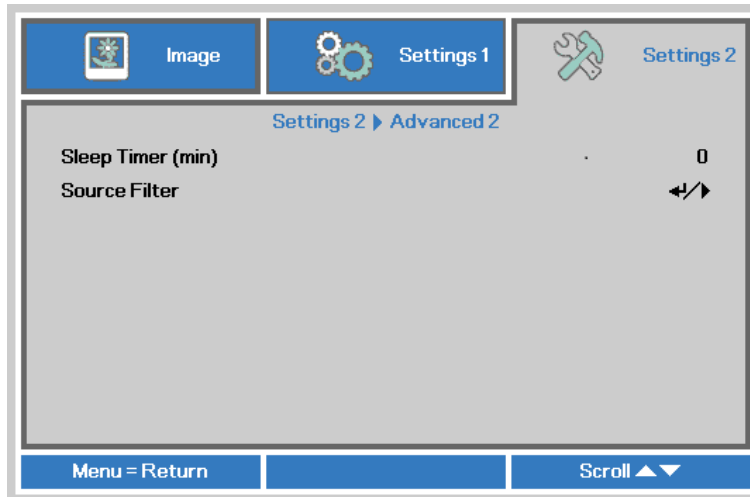 Image
Settings 1
Settings 2
Settings 2 ▶ Advanced 2
Sleep Timer (min) 0
Source Filter ↵/▶
Menu = Return
Scroll ▲▼